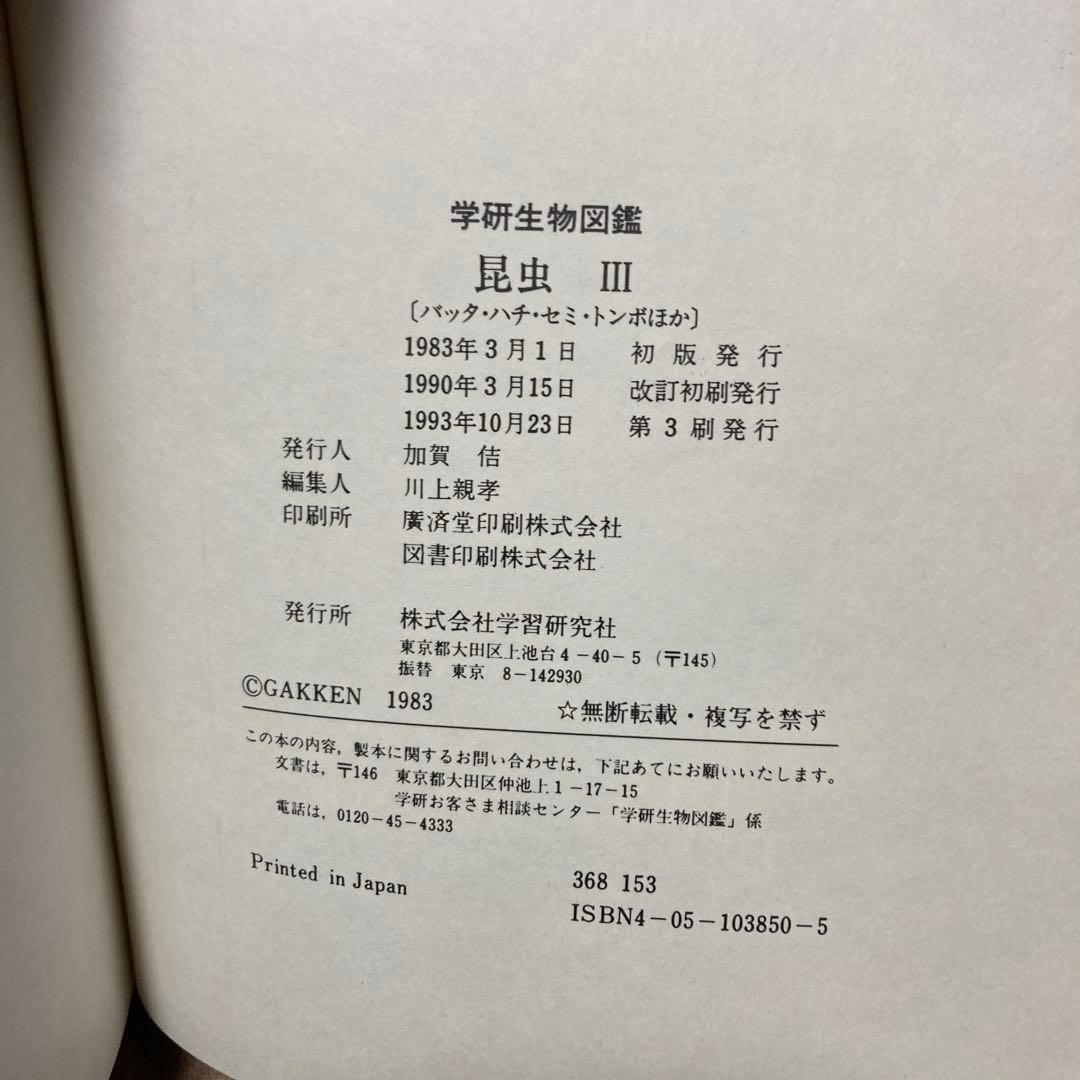 学研生物図鑑
昆虫 III
〔バッタ・ハチ・セミ・トンボほか〕
1983年3月1日 初版発行
1990年3月15日 改訂初刷発行
1993年10月23日 第3刷発行
発行人 加賀 佶
編集人 川上親孝
印刷所 廣済堂印刷株式会社
図書印刷株式会社
発行所 株式会社学習研究社
東京都大田区上池台4-40-5 (〒145)
振替 東京 8-142930
©GAKKEN 1983 ☆無断転載・複写を禁ず
この本の内容，製本に関するお問い合わせは，下記あてにお願いいたします。
文書は，〒146 東京都大田区仲池上1-17-15
学研お客さま相談センター「学研生物図鑑」係
電話は，0120-45-4333
Printed in Japan
368 153
ISBN4-05-103850-5